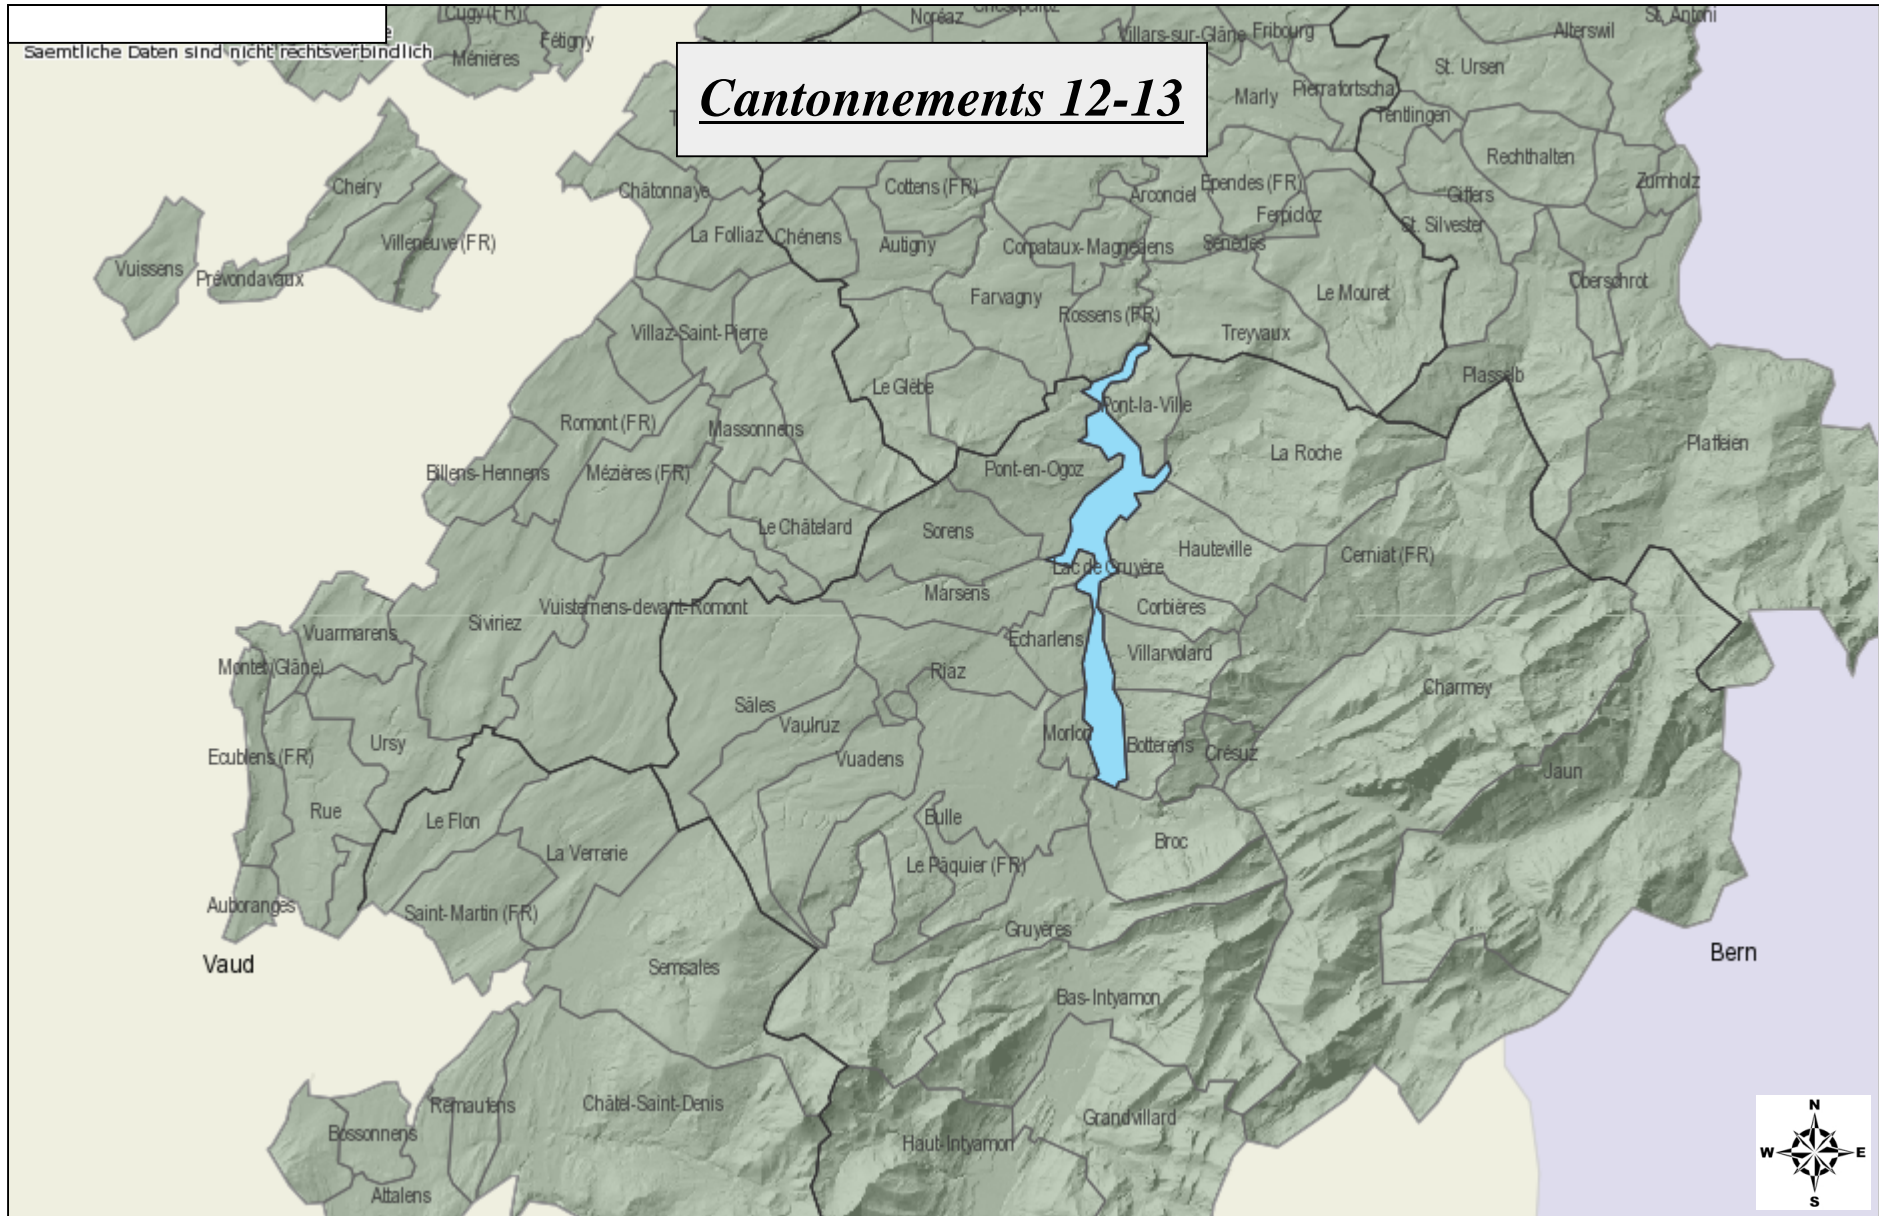 Cugy (FR)
Noréaz
St. Antoni
Fétigny
Villars-sur-Glâne
Fribourg
Alterswil
Saemtliche Daten sind nicht rechtsverbindlich
Ménières
St. Ursen
Cantonnements 12-13
Marly
Pierrafortscha
Tentlingen
Rechthalten
Cheiry
Châtonnaye
Cottens (FR)
Arconciel
Ependes (FR)
Giffers
Zumholz
Ferpicloz
St. Silvester
Villeneuve (FR)
La Folliaz
Chénens
Autigny
Corpataux-Magnedens
Senèdes
Vuissens
Prévondavaux
Oberschrot
Farvagny
Le Mouret
Rossens (FR)
Villaz-Saint-Pierre
Treyvaux
Le Glèbe
Plasselb
Pont-la-Ville
Romont (FR)
Massonnens
Plaffeien
La Roche
Billens-Hennens
Mézières (FR)
Pont-en-Ogoz
Le Châtelard
Sorens
Hauteville
Cerniat (FR)
Lac de Gruyère
Marsens
Corbières
Vuisternens-devant-Romont
Siviriez
Vuarmarens
Echarlens
Villarvolard
Montet (Glâne)
Riaz
Charmey
Sâles
Vaulruz
Morlon
Botterens
Crésuz
Ursy
Ecublens (FR)
Vuadens
Jaun
Rue
Le Flon
Bulle
Broc
La Verrerie
Le Pâquier (FR)
Auboranges
Saint-Martin (FR)
Gruyères
Vaud
Semsales
Bern
Bas-Intyamon
Remaufens
Châtel-Saint-Denis
Grandvillard
Bossonnens
Haut-Intyamon
Attalens
N
W E
S